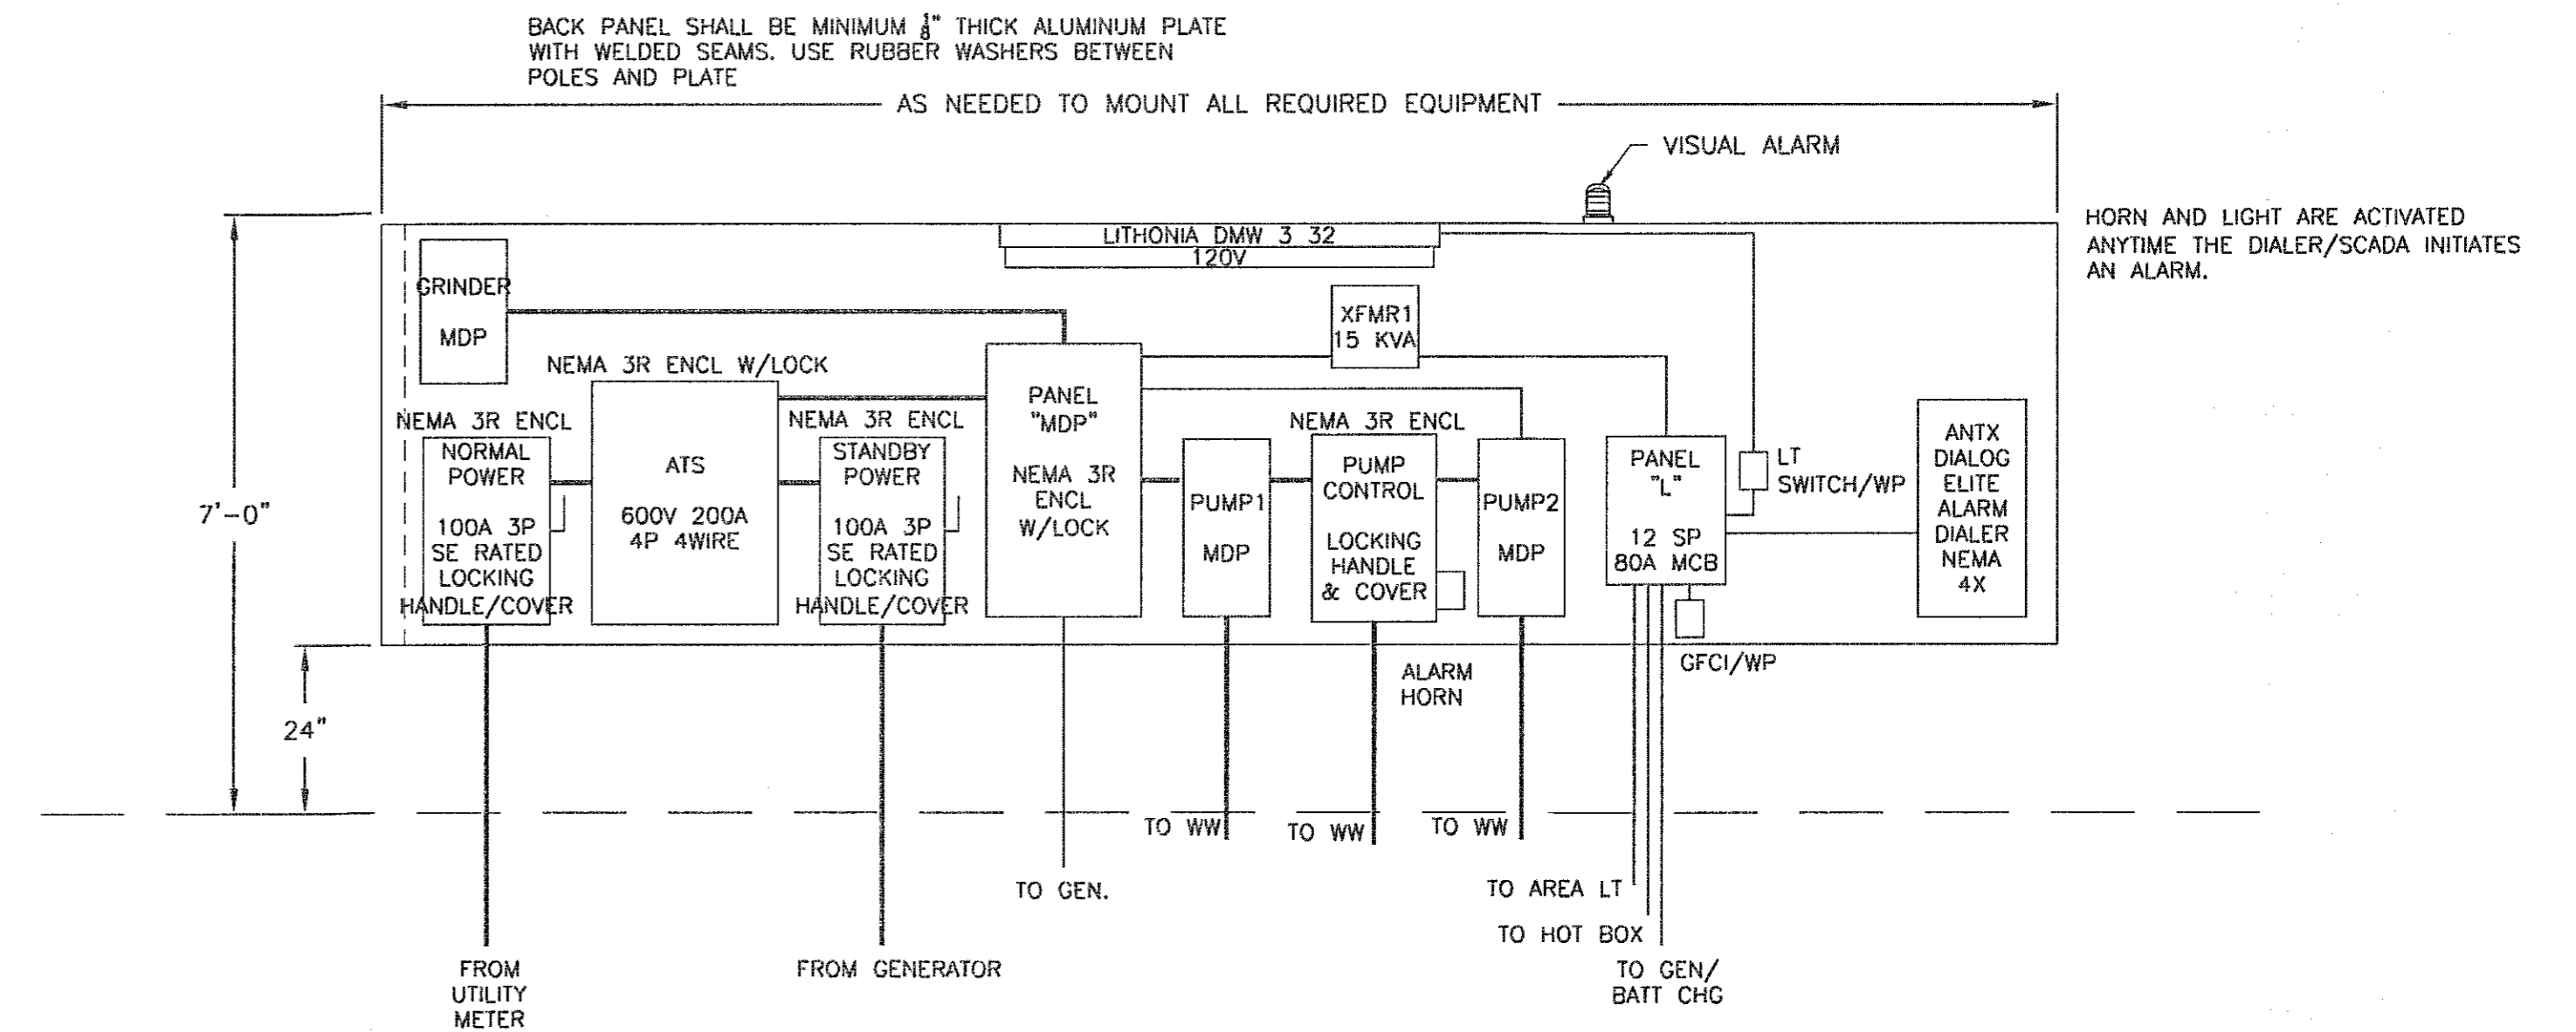 BACK PANEL SHALL BE MINIMUM 1/8" THICK ALUMINUM PLATE
WITH WELDED SEAMS. USE RUBBER WASHERS BETWEEN
POLES AND PLATE
AS NEEDED TO MOUNT ALL REQUIRED EQUIPMENT
VISUAL ALARM
HORN AND LIGHT ARE ACTIVATED
ANYTIME THE DIALER/SCADA INITIATES
AN ALARM.
LITHONIA DMW 3 32
120V
GRINDER
MDP
XFMR1
15 KVA
NEMA 3R ENCL W/LOCK
NEMA 3R ENCL
NORMAL
POWER
100A 3P
SE RATED
LOCKING
HANDLE/COVER
ATS
600V 200A
4P 4WIRE
NEMA 3R ENCL
STANDBY
POWER
100A 3P
SE RATED
LOCKING
HANDLE/COVER
PANEL
"MDP"
NEMA 3R
ENCL
W/LOCK
PUMP1
MDP
NEMA 3R ENCL
PUMP
CONTROL
LOCKING
HANDLE
& COVER
PUMP2
MDP
PANEL
"L"
12 SP
80A MCB
LT
SWITCH/WP
ANTX
DIALOG
ELITE
ALARM
DIALER
NEMA
4X
7'-0"
24"
ALARM
HORN
GFCI/WP
TO WW
TO WW
TO WW
TO GEN.
TO AREA LT
TO HOT BOX
TO GEN/
BATT CHG
FROM
UTILITY
METER
FROM GENERATOR